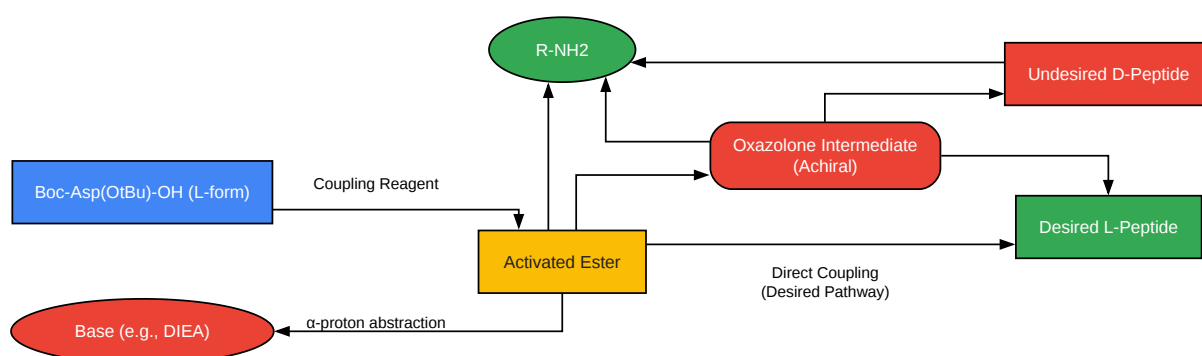 R-NH2
Undesired D-Peptide
Oxazolone Intermediate
(Achiral)
Boc-Asp(OtBu)-OH (L-form)
Coupling Reagent
Desired L-Peptide
Activated Ester
Direct Coupling
(Desired Pathway)
Base (e.g., DIEA)
α-proton abstraction